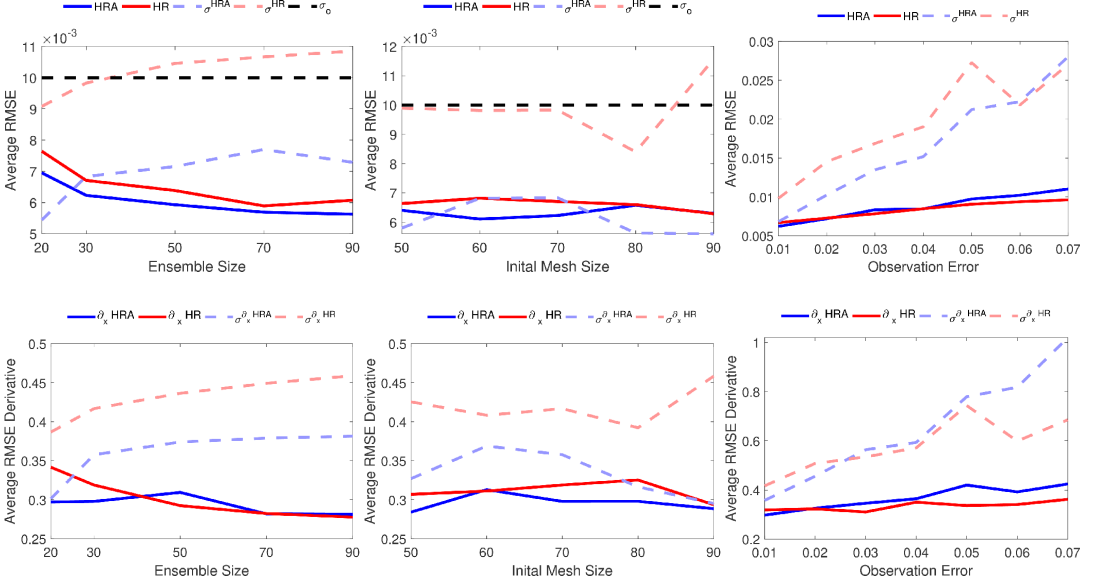 HRA HR σ^HRA σ^HR σ_o
×10^-3
11
10
9
8
7
6
5
20 30 50 70 90
Ensemble Size
Average RMSE
HRA HR σ^HRA σ^HR σ_o
×10^-3
12
11
10
9
8
7
6
50 60 70 80 90
Inital Mesh Size
Average RMSE
HRA HR σ^HRA σ^HR
0.03
0.025
0.02
0.015
0.01
0.005
0.01 0.02 0.03 0.04 0.05 0.06 0.07
Observation Error
Average RMSE
∂_x HRA ∂_x HR σ^∂_x HRA σ^∂_x HR
0.5
0.45
0.4
0.35
0.3
0.25
20 30 50 70 90
Ensemble Size
Average RMSE Derivative
∂_x HRA ∂_x HR σ^∂_x HRA σ^∂_x HR
0.5
0.45
0.4
0.35
0.3
0.25
50 60 70 80 90
Inital Mesh Size
Average RMSE Derivative
∂_x HRA ∂_x HR σ^∂_x HRA σ^∂_x HR
1
0.8
0.6
0.4
0.2
0.01 0.02 0.03 0.04 0.05 0.06 0.07
Observation Error
Average RMSE Derivative